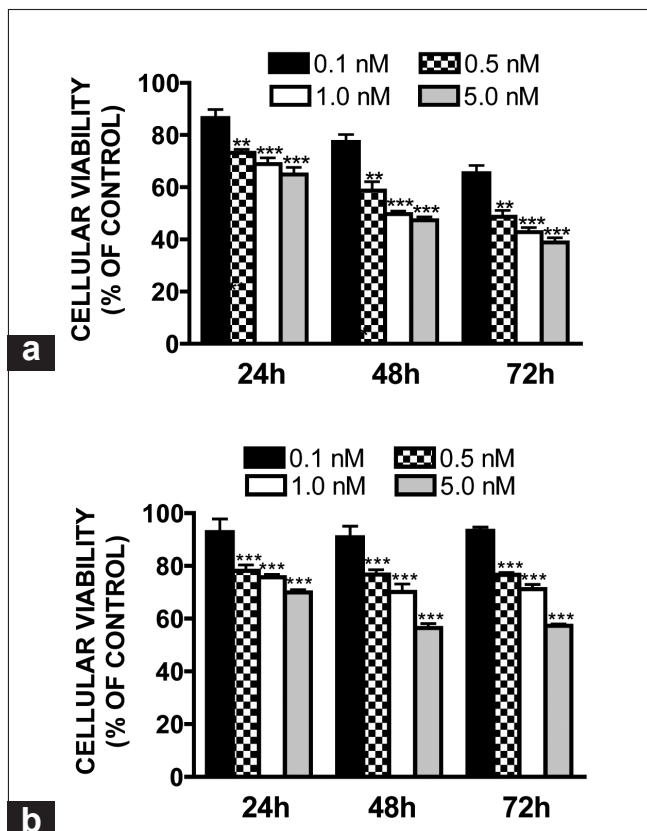 0.1 nM 0.5 nM
1.0 nM 5.0 nM
CELLULAR VIABILITY
(% OF CONTROL)
100
80
60
40
20
0
** *** ***
** *** ***
** *** ***
24h 48h 72h
a
0.1 nM 0.5 nM
1.0 nM 5.0 nM
CELLULAR VIABILITY
(% OF CONTROL)
100
80
60
40
20
0
*** *** ***
*** *** ***
*** *** ***
24h 48h 72h
b